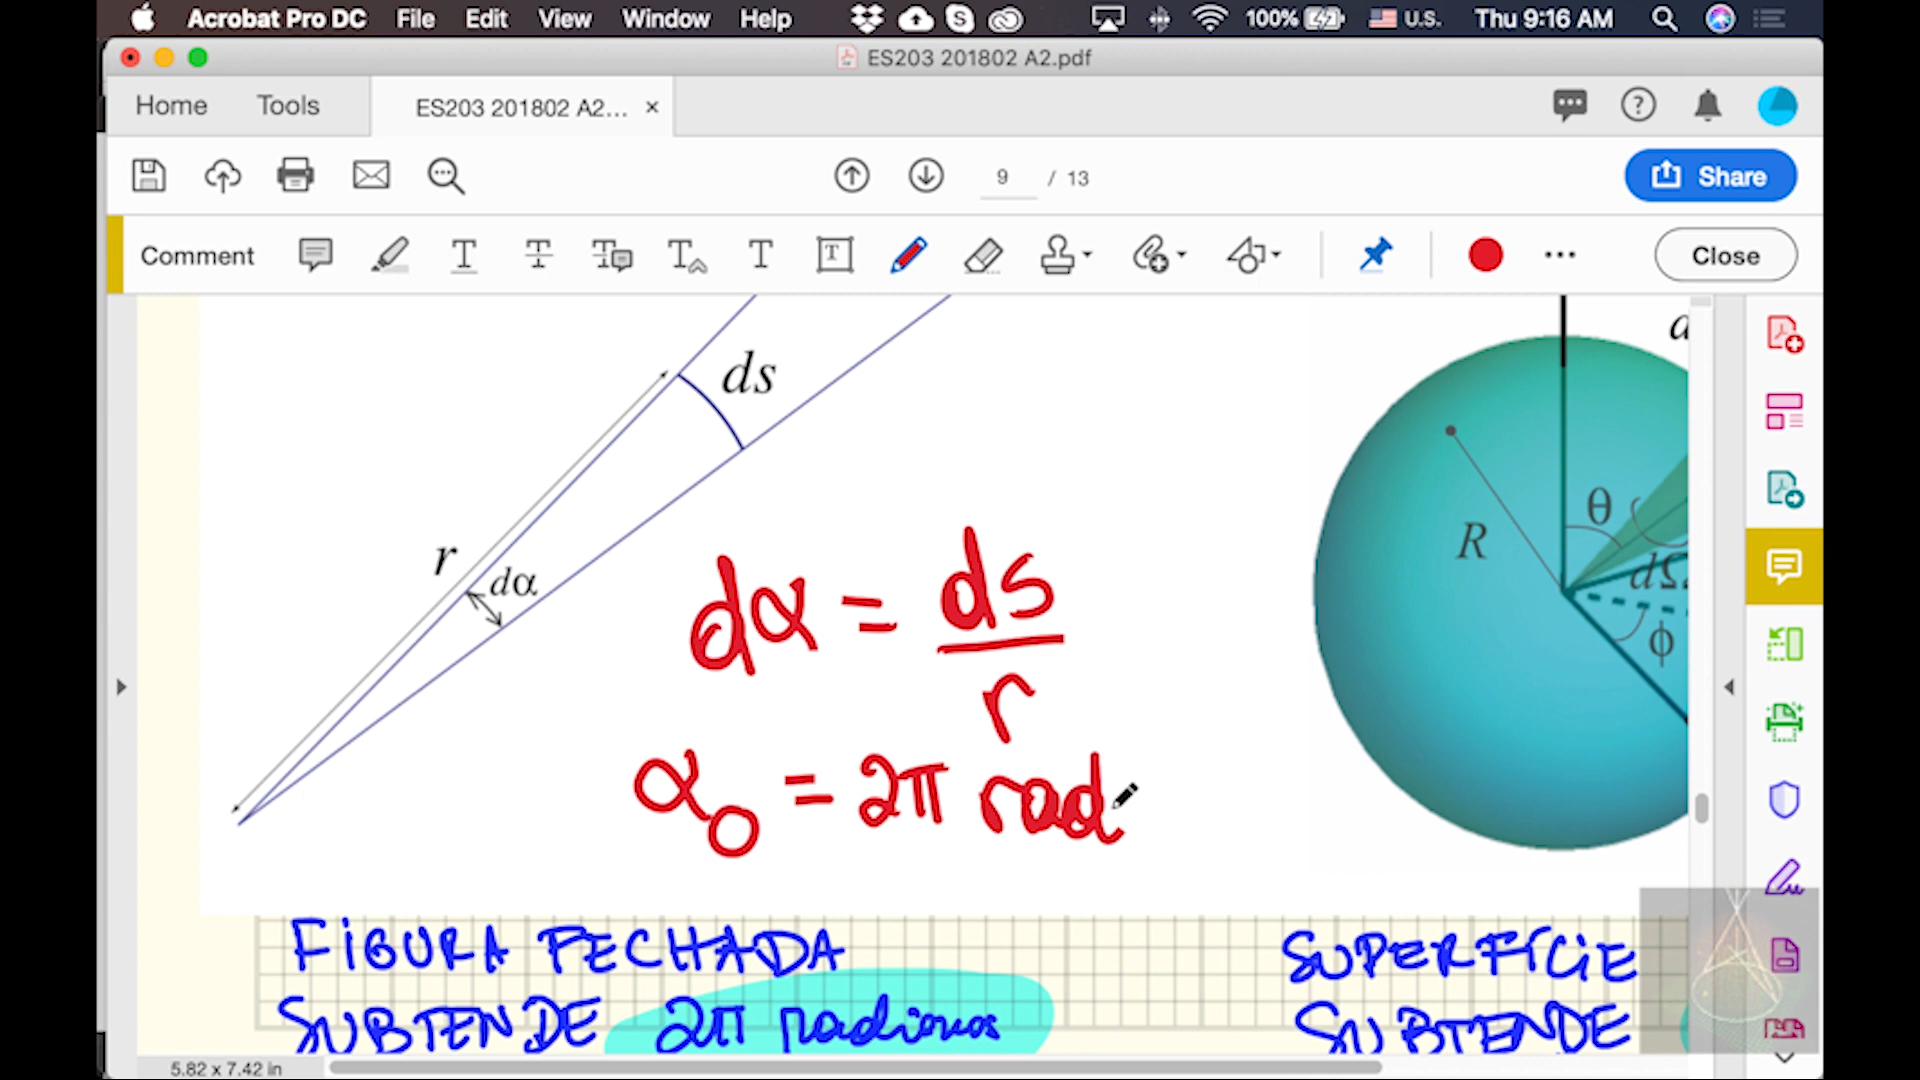 Acrobat Pro DC File Edit View Window Help 100% U.S. Thu 9:16 AM
ES203 201802 A2.pdf
Home Tools ES203 201802 A2... ×
9 / 13 Share
Comment Close
ds
r
dα
dα = ds / r
α₀ = 2π rad
R
θ
dΩ
ϕ
FIGURA FECHADA
SUBTENDE 2π radianos
SUPERFÍCIE
SUBTENDE
5.82 x 7.42 in